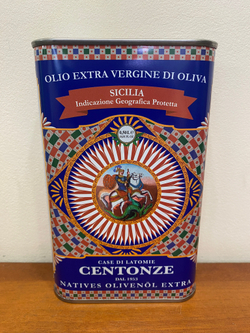 OLIO EXTRA VERGINE DI OLIVA
SICILIA
Indicazione Geografica Protetta
CASE DI LATOMIE
CENTONZE
DAL 1953
NATIVES OLIVENÖL EXTRA